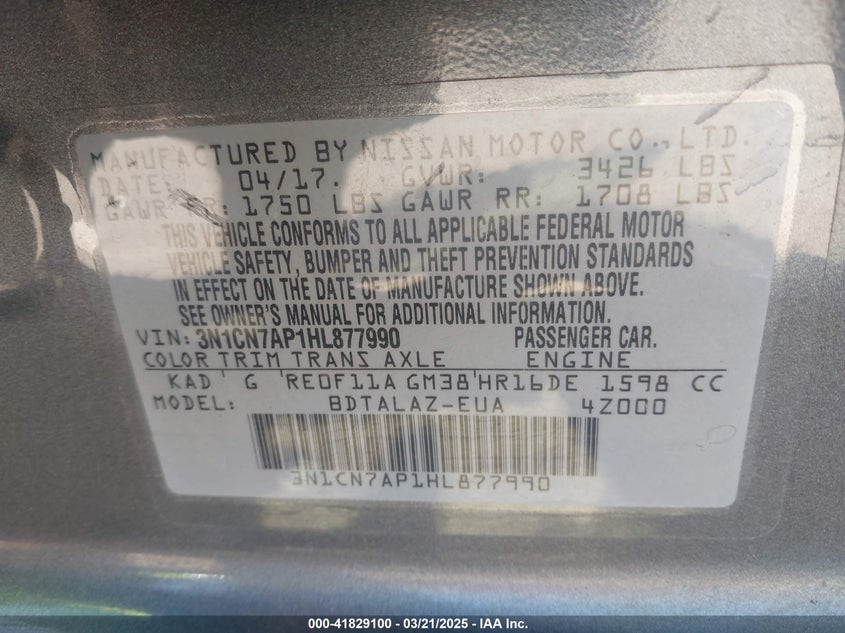 MANUFACTURED BY NISSAN MOTOR CO., LTD.
DATE: 04/17. GVWR: 3426 LBS
GAWR FR: 1750 LBS GAWR RR: 1708 LBS
THIS VEHICLE CONFORMS TO ALL APPLICABLE FEDERAL MOTOR
VEHICLE SAFETY, BUMPER AND THEFT PREVENTION STANDARDS
IN EFFECT ON THE DATE OF MANUFACTURE SHOWN ABOVE.
SEE OWNER'S MANUAL FOR ADDITIONAL INFORMATION.
VIN: 3N1CN7AP1HL877990 PASSENGER CAR.
COLOR TRIM TRANS AXLE ENGINE
KAD G RE0F11A GM38 HR16DE 1598 CC
MODEL: BDTALAZ-EUA 4Z000
3N1CN7AP1HL877990
000-41829100 / 03/21/2025 - IAA Inc.